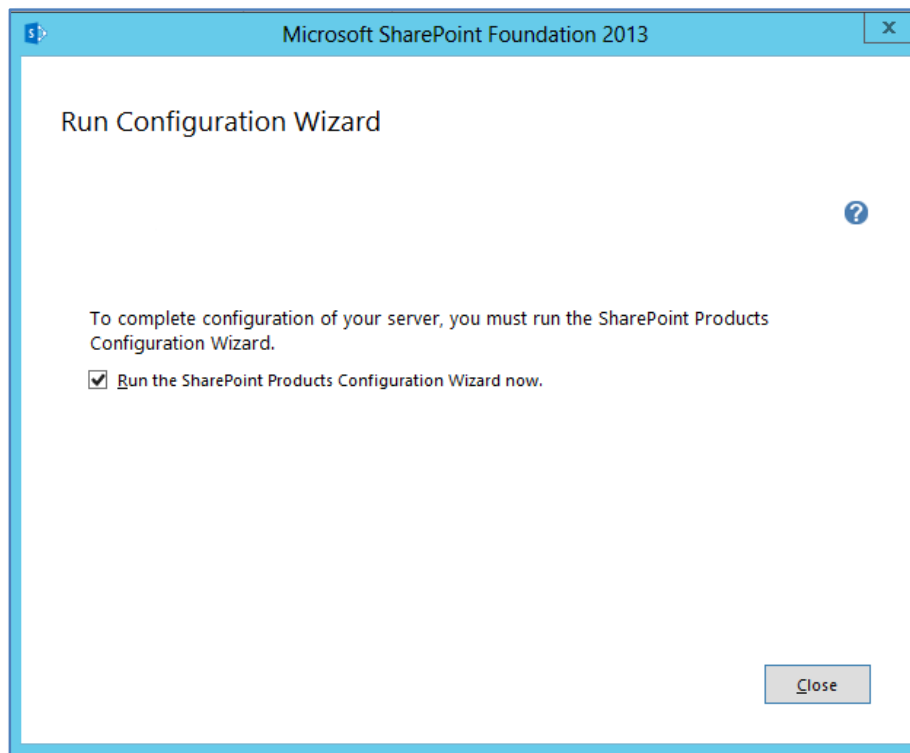 Microsoft SharePoint Foundation 2013
x
Run Configuration Wizard
?
To complete configuration of your server, you must run the SharePoint Products
Configuration Wizard.
Run the SharePoint Products Configuration Wizard now.
Close